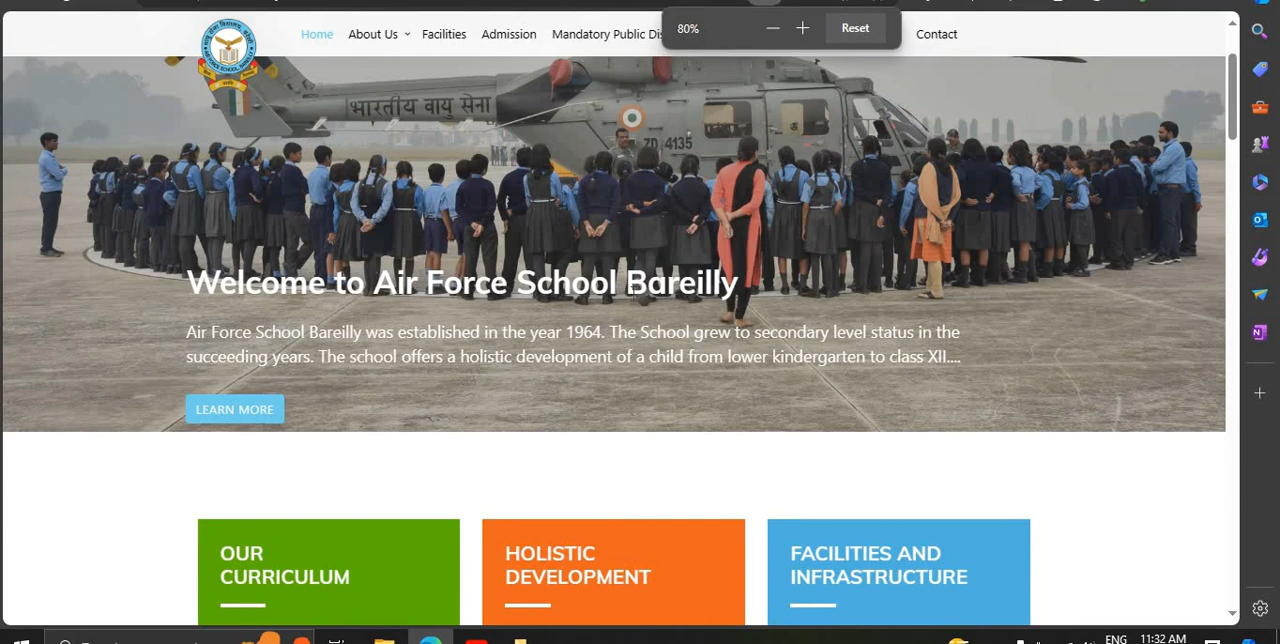 80%
Reset
Home About Us Facilities Admission Mandatory Public Dis Contact
भारतीय वायु सेना
ZD 4135
Welcome to Air Force School Bareilly
Air Force School Bareilly was established in the year 1964. The School grew to secondary level status in the
succeeding years. The school offers a holistic development of a child from lower kindergarten to class XII....
LEARN MORE
OUR
CURRICULUM
HOLISTIC
DEVELOPMENT
FACILITIES AND
INFRASTRUCTURE
ENG
11:32 AM